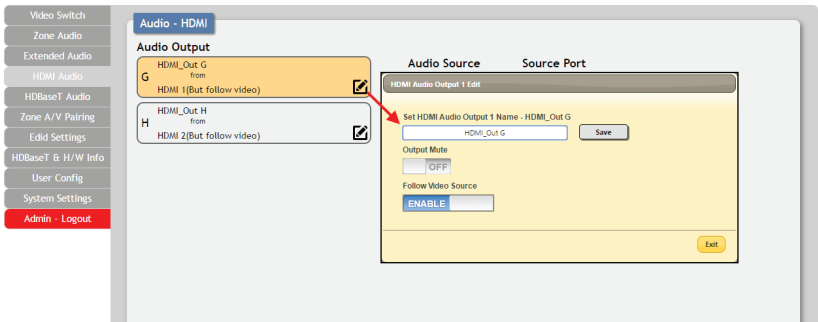 Video Switch
Zone Audio
Extended Audio
HDMI Audio
HDBaseT Audio
Zone A/V Pairing
Edid Settings
HDBaseT & H/W Info
User Config
System Settings
Admin - Logout
Audio - HDMI
Audio Output
HDMI_Out G
G
from
HDMI 1(But follow video)
HDMI_Out H
H
from
HDMI 2(But follow video)
Audio Source Source Port
HDMI Audio Output 1 Edit
Set HDMI Audio Output 1 Name - HDMI_Out G
HDMI_Out G Save
Output Mute
OFF
Follow Video Source
ENABLE
Exit